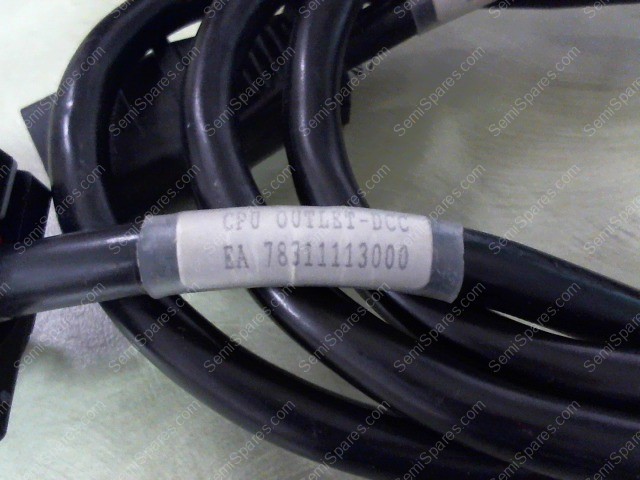 CPU OUTLET-DCC
EA 78311113000
SemiSpares.com